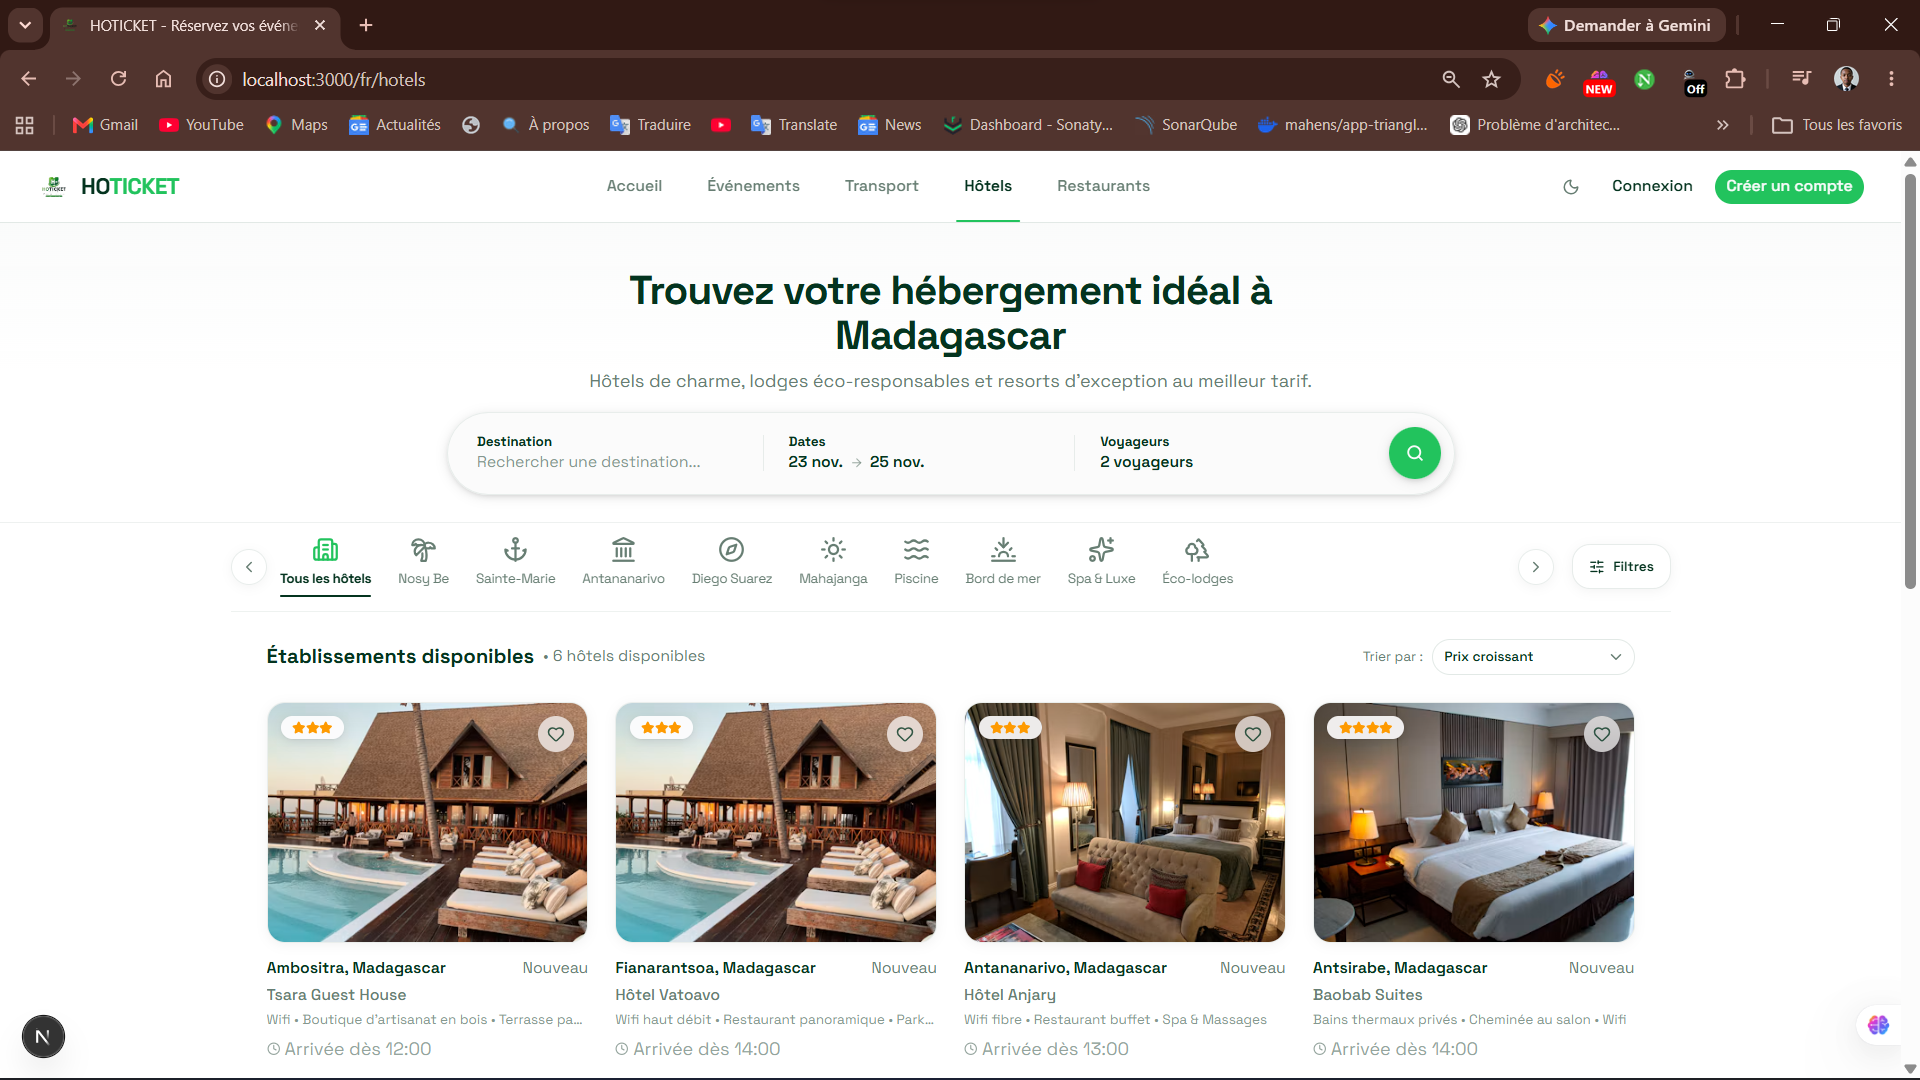 HOTICKET - Réservez vos événe
Demander à Gemini
localhost:3000/fr/hotels
NEW
Off
Gmail
YouTube
Maps
Actualités
À propos
Traduire
Translate
News
Dashboard - Sonaty...
SonarQube
mahens/app-triangl...
Problème d'architec...
Tous les favoris
HOTICKET
Accueil
Événements
Transport
Hôtels
Restaurants
Connexion
Créer un compte
Trouvez votre hébergement idéal à
Madagascar
Hôtels de charme, lodges éco-responsables et resorts d'exception au meilleur tarif.
Destination
Rechercher une destination...
Dates
23 nov. → 25 nov.
Voyageurs
2 voyageurs
Tous les hôtels
Nosy Be
Sainte-Marie
Antananarivo
Diego Suarez
Mahajanga
Piscine
Bord de mer
Spa & Luxe
Éco-lodges
Filtres
Établissements disponibles • 6 hôtels disponibles
Trier par : Prix croissant
Ambositra, Madagascar Nouveau
Tsara Guest House
Wifi • Boutique d'artisanat en bois • Terrasse pa...
Arrivée dès 12:00
Fianarantsoa, Madagascar Nouveau
Hôtel Vatoavo
Wifi haut débit • Restaurant panoramique • Park...
Arrivée dès 14:00
Antananarivo, Madagascar Nouveau
Hôtel Anjary
Wifi fibre • Restaurant buffet • Spa & Massages
Arrivée dès 13:00
Antsirabe, Madagascar Nouveau
Baobab Suites
Bains thermaux privés • Cheminée au salon • Wifi
Arrivée dès 14:00
N